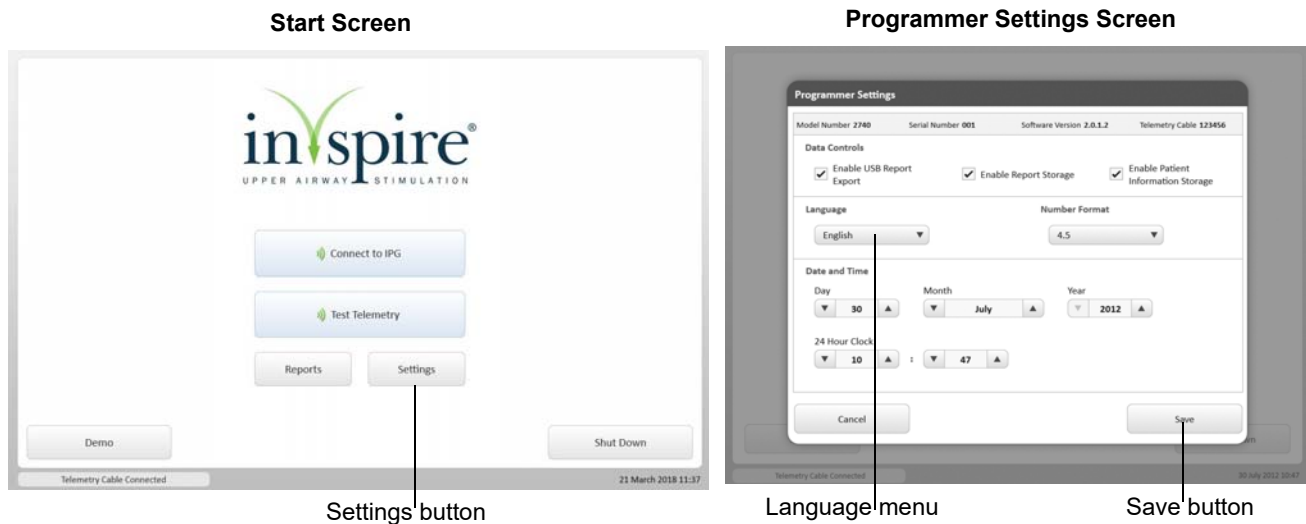 Start Screen
inspire®
UPPER AIRWAY STIMULATION
Connect to IPG
Test Telemetry
Reports Settings
Demo Shut Down
Telemetry Cable Connected 21 March 2018 11:37
Settings button
Programmer Settings Screen
Programmer Settings
Model Number 2740 Serial Number 001 Software Version 2.0.1.2 Telemetry Cable 123456
Data Controls
Enable USB Report
Export
Enable Report Storage
Enable Patient
Information Storage
Language Number Format
English 4.5
Date and Time
Day Month Year
30 July 2012
24 Hour Clock
10 : 47
Cancel Save
Telemetry Cable Connected 30 July 2012 10:47
Language menu Save button